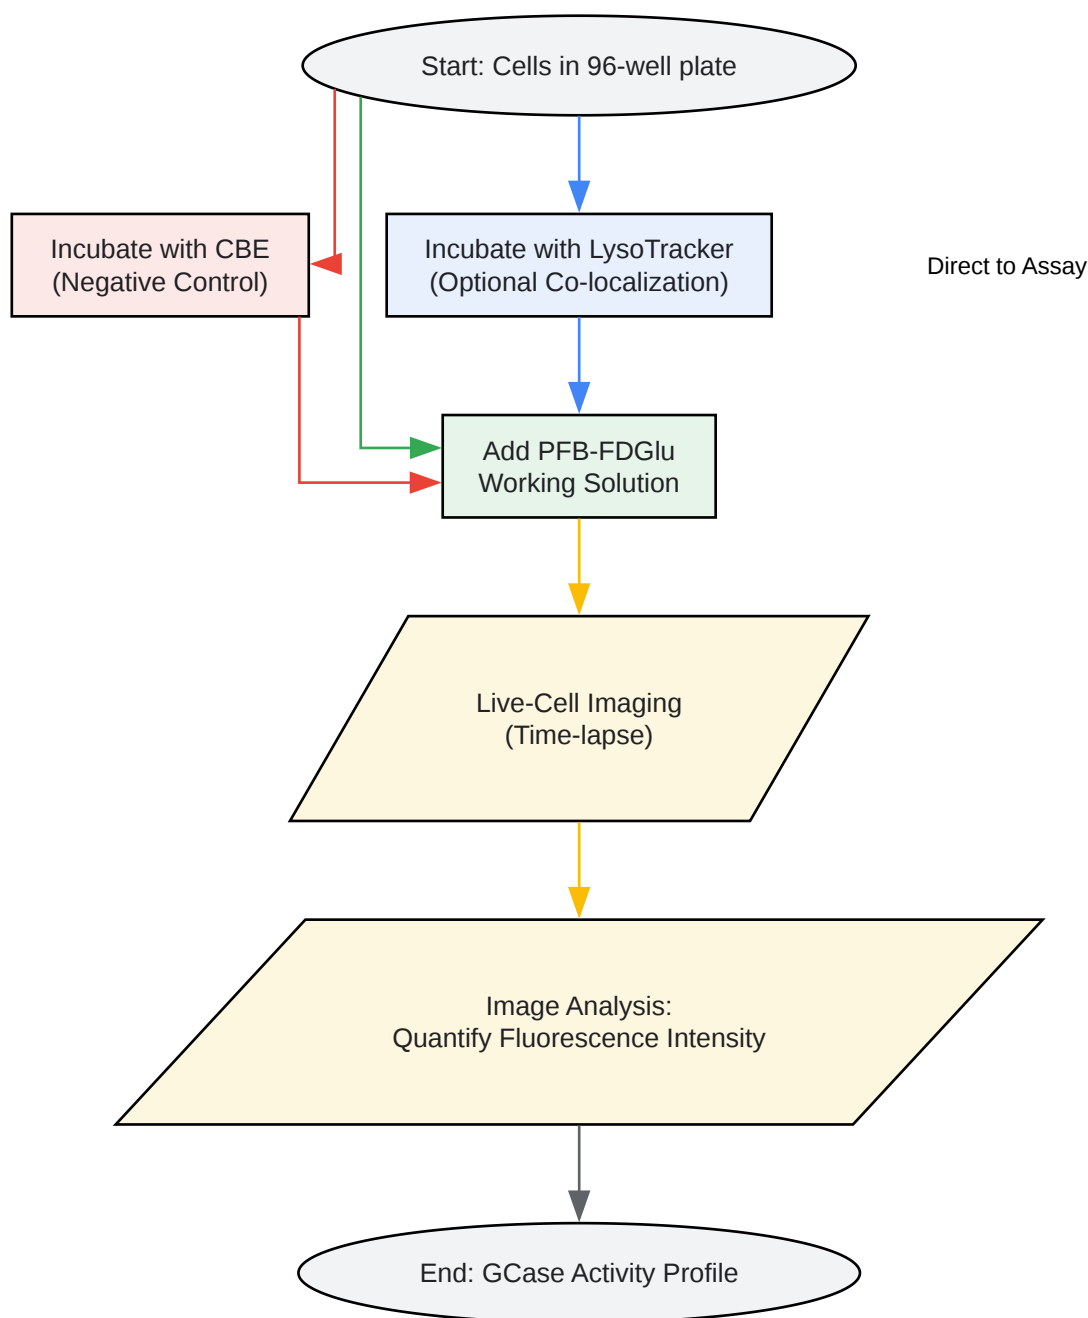 Start: Cells in 96-well plate
Incubate with CBE
(Negative Control)
Incubate with LysoTracker
(Optional Co-localization)
Direct to Assay
Add PFB-FDGlu
Working Solution
Live-Cell Imaging
(Time-lapse)
Image Analysis:
Quantify Fluorescence Intensity
End: GCase Activity Profile